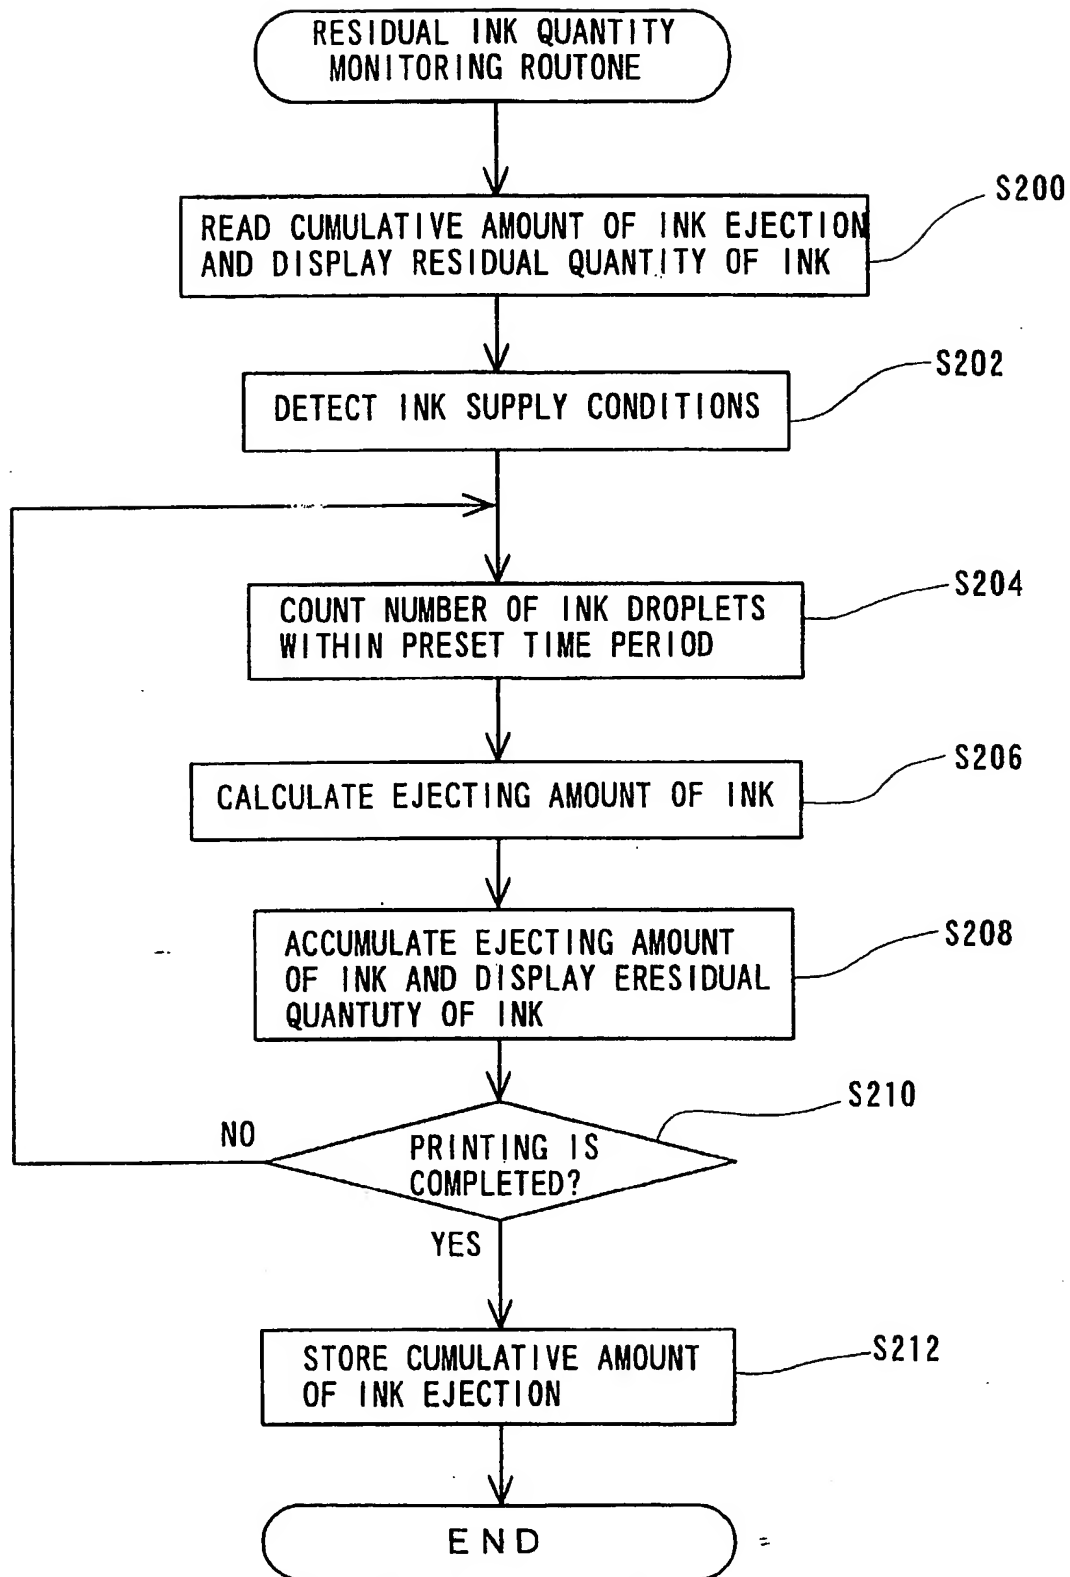 RESIDUAL INK QUANTITY
MONITORING ROUTONE
S200
READ CUMULATIVE AMOUNT OF INK EJECTION
AND DISPLAY RESIDUAL QUANTITY OF INK
S202
DETECT INK SUPPLY CONDITIONS
S204
COUNT NUMBER OF INK DROPLETS
WITHIN PRESET TIME PERIOD
S206
CALCULATE EJECTING AMOUNT OF INK
S208
ACCUMULATE EJECTING AMOUNT
OF INK AND DISPLAY ERESIDUAL
QUANTUTY OF INK
S210
NO
PRINTING IS
COMPLETED?
YES
S212
STORE CUMULATIVE AMOUNT
OF INK EJECTION
END